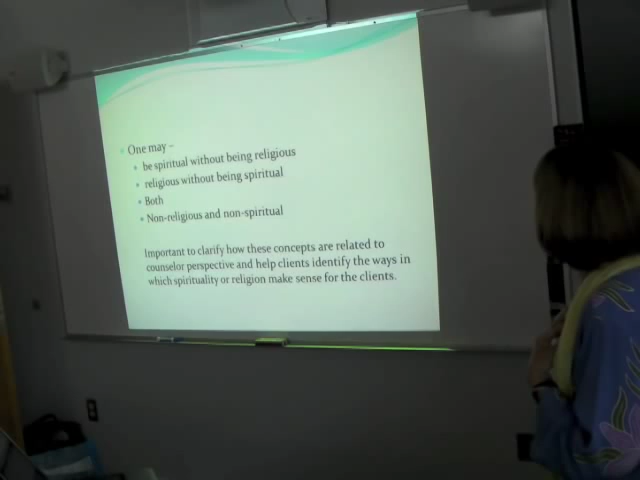 One may –
be spiritual without being religious
religious without being spiritual
Both
Non-religious and non-spiritual
Important to clarify how these concepts are related to
counselor perspective and help clients identify the ways in
which spirituality or religion make sense for the clients.